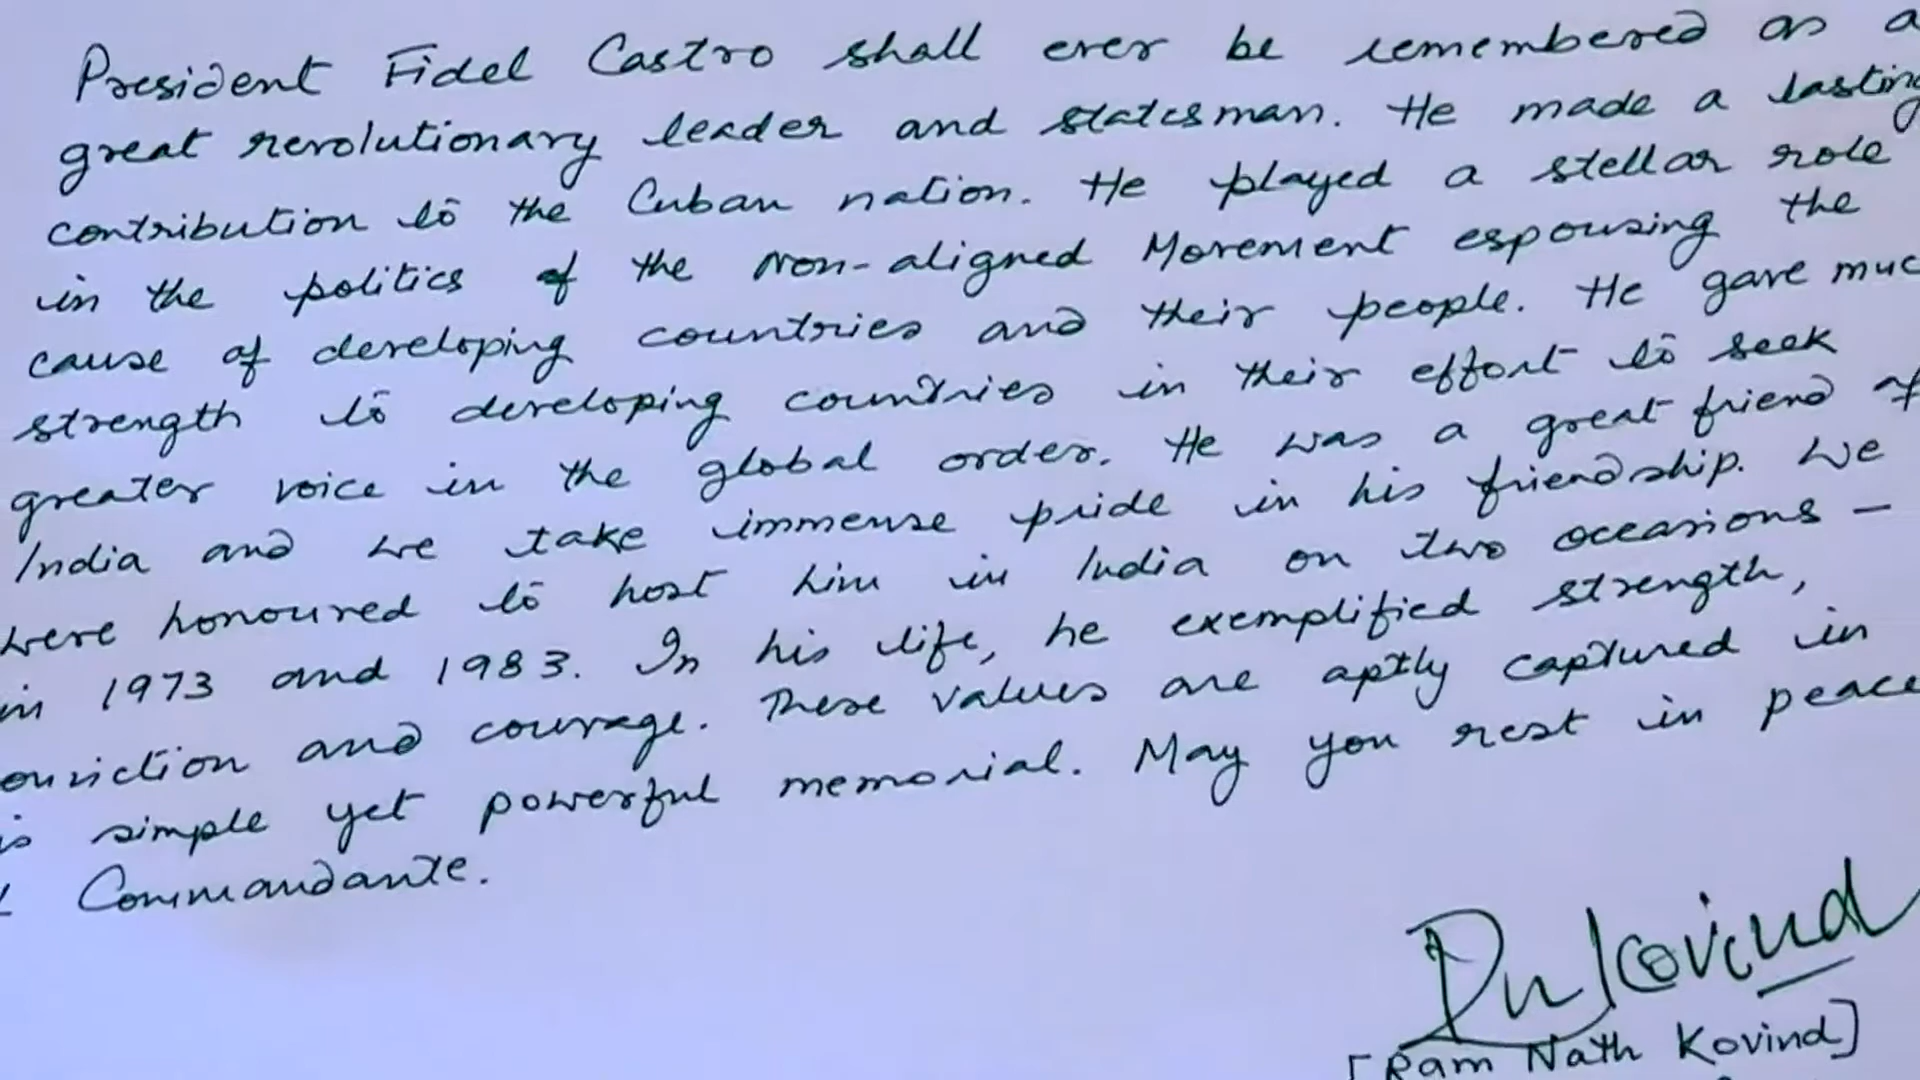 President Fidel Castro shall ever be remembered as a
great revolutionary leader and statesman. He made a lasting
contribution to the Cuban nation. He played a stellar role
in the politics of the Non-aligned Movement espousing the
cause of developing countries and their people. He gave muc
strength to developing countries in their effort to seek
greater voice in the global order. He was a great friend of
India and we take immense pride in his friendship. We
were honoured to host him in India on two occasions –
in 1973 and 1983. In his life, he exemplified strength,
onviction and courage. These values are aptly captured in
is simple yet powerful memorial. May you rest in peace
Commandante.
RnKovind
[Ram Nath Kovind]